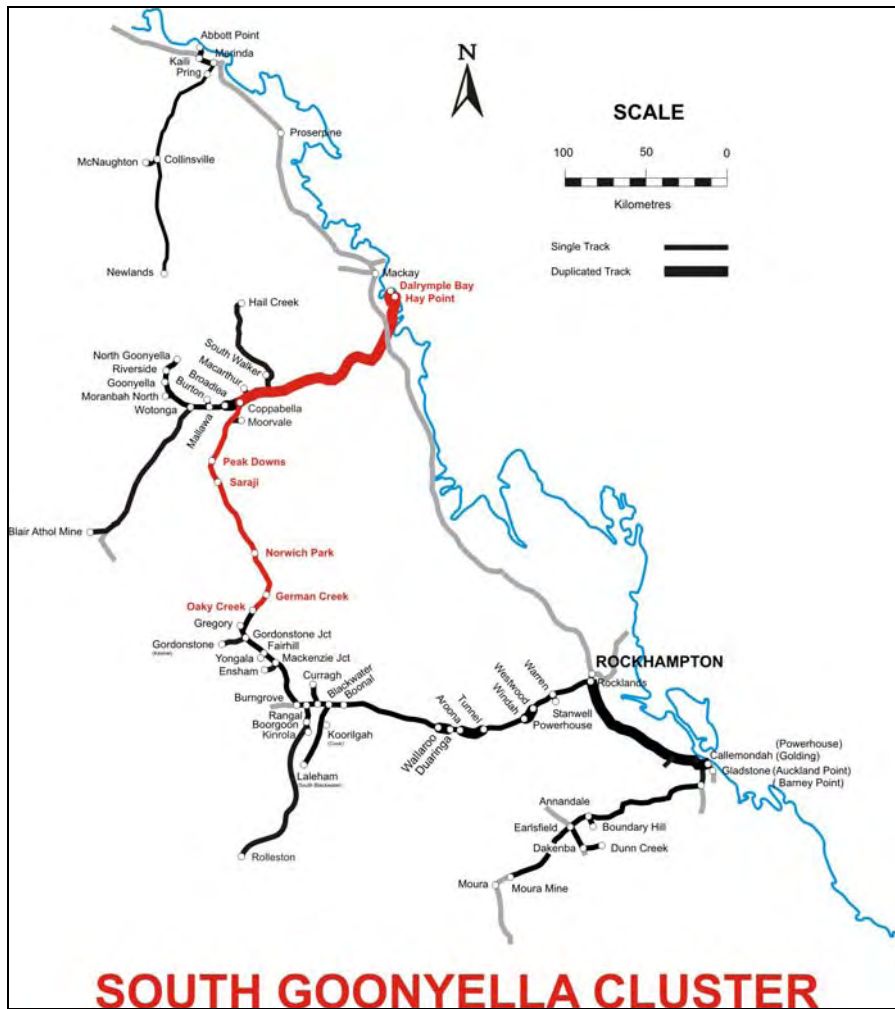 Abbott Point
Kaili
Merinda
Pring
N
SCALE
100
50
0
Kilometres
Single Track
Duplicated Track
Proserpine
McNaughton
Collinsville
Newlands
Mackay
Dalrymple Bay
Hay Point
Hail Creek
South Walker
Macarthur
North Goonyella
Riverside
Broadlea
Goonyella
Burton
Moranbah North
Wotonga
Mallawa
Coppabella
Moorvale
Peak Downs
Saraji
Blair Athol Mine
Norwich Park
German Creek
Oaky Creek
Gregory
Gordonstone Jct
Gordonstone
Fairhill
Yongala
Mackenzie Jct
Ensham
Curragh
Blackwater
Boonal
Burngrove
Rangal
Boorgoon
Kinrola
Koorilgah
(Cook)
Laleham
(South Blackwater)
Rolleston
Wallaroo
Duaringa
Aroona
Tunnel
Windah
Westwood
Warren
Stanwell
Powerhouse
ROCKHAMPTON
Rocklands
Callemondah
(Powerhouse)
(Golding)
Gladstone
(Auckland Point)
( Barney Point)
Annandale
Earlsfield
Boundary Hill
Dakenba
Dunn Creek
Moura
Moura Mine
SOUTH GOONYELLA CLUSTER